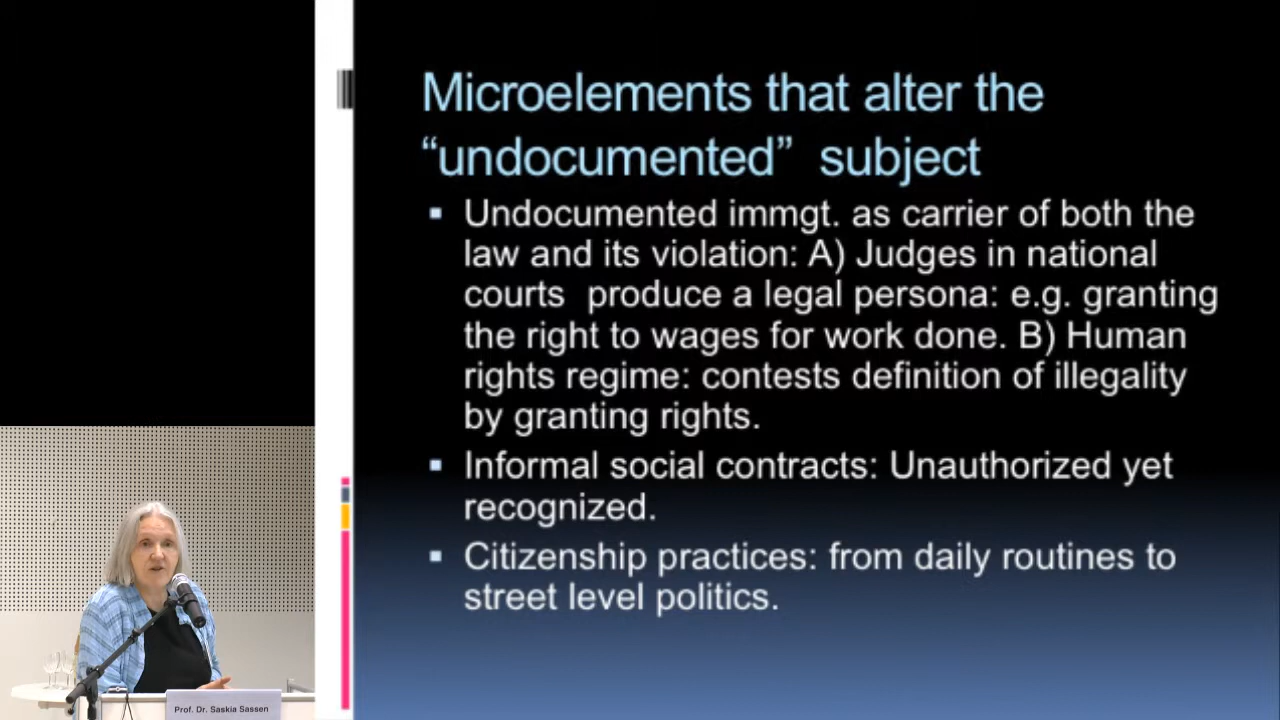 Microelements that alter the
“undocumented” subject
Undocumented immgt. as carrier of both the
law and its violation: A) Judges in national
courts produce a legal persona: e.g. granting
the right to wages for work done. B) Human
rights regime: contests definition of illegality
by granting rights.
Informal social contracts: Unauthorized yet
recognized.
Citizenship practices: from daily routines to
street level politics.
Prof. Dr. Saskia Sassen